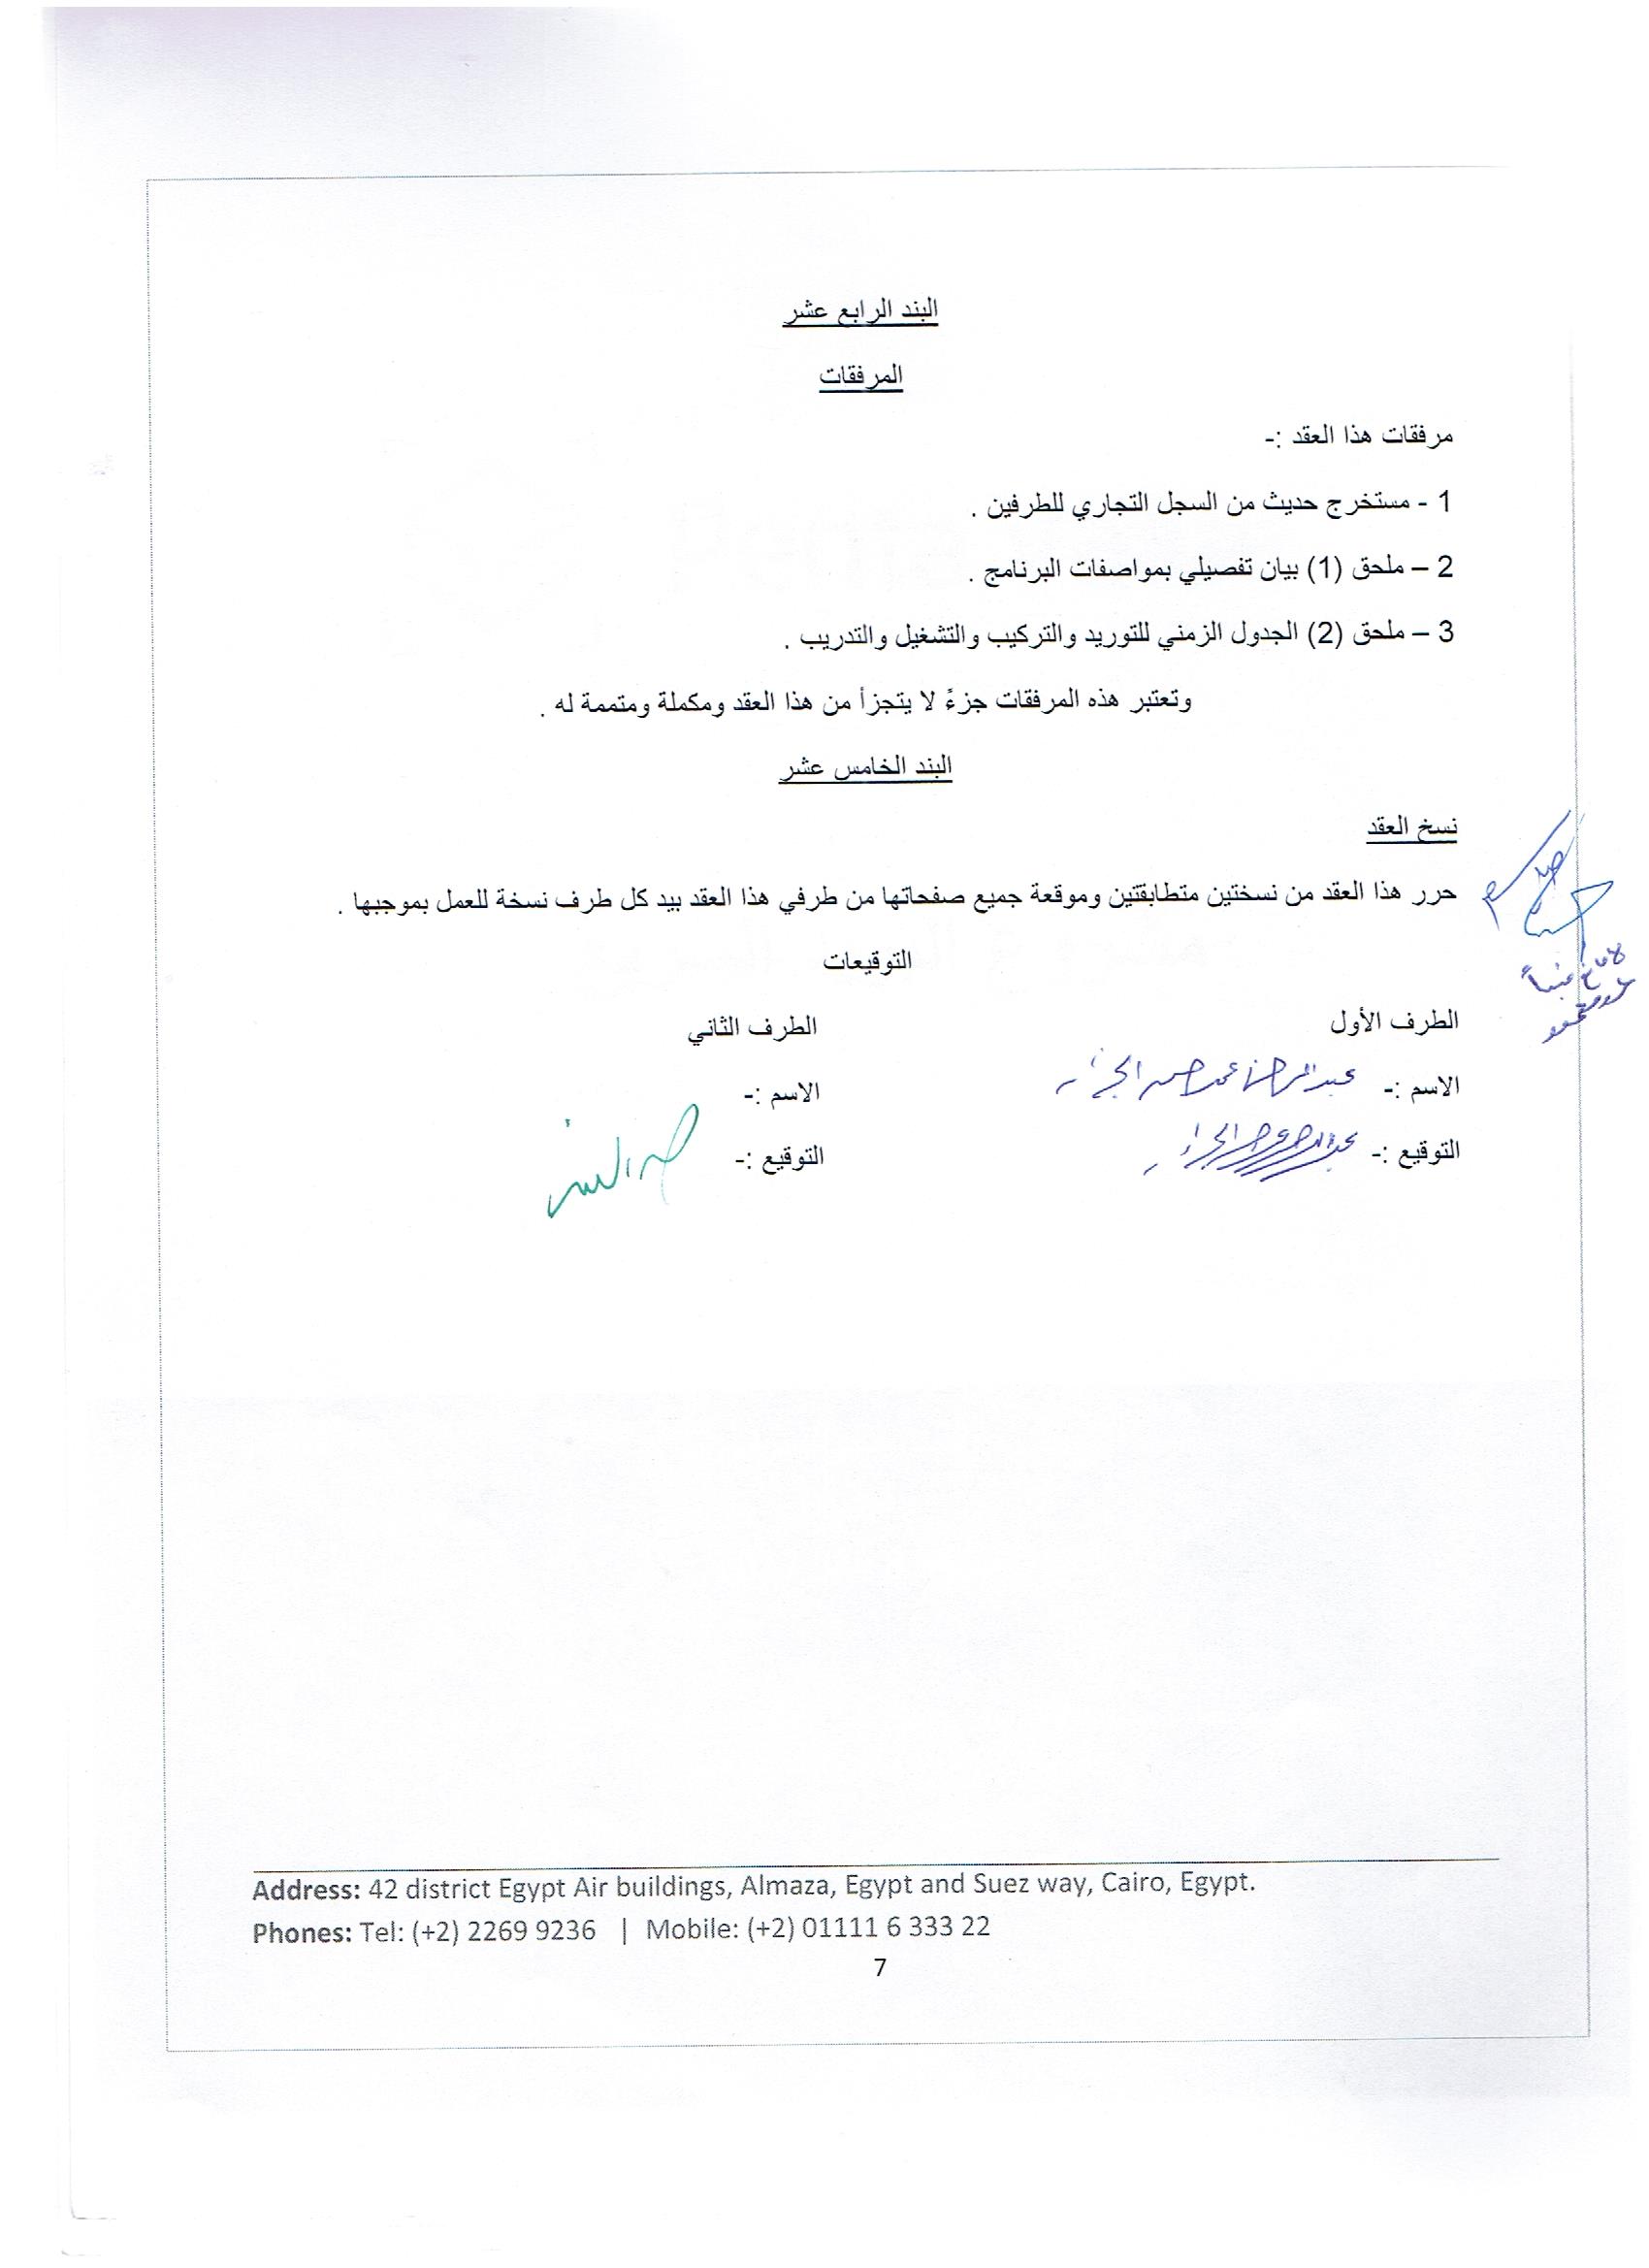 البند الرابع عشر
المرفقات
مرفقات هذا العقد :-
1 - مستخرج حديث من السجل التجاري للطرفين .
2 – ملحق (1) بيان تفصيلي بمواصفات البرنامج .
3 – ملحق (2) الجدول الزمني للتوريد والتركيب والتشغيل والتدريب .
وتعتبر هذه المرفقات جزءً لا يتجزأ من هذا العقد ومكملة ومتممة له .
البند الخامس عشر
نسخ العقد
حرر هذا العقد من نسختين متطابقتين وموقعة جميع صفحاتها من طرفي هذا العقد بيد كل طرف نسخة للعمل بموجبها .
التوقيعات
الطرف الأول الطرف الثاني
الاسم :- الاسم :-
التوقيع :- التوقيع :-
Address: 42 district Egypt Air buildings, Almaza, Egypt and Suez way, Cairo, Egypt.
Phones: Tel: (+2) 2269 9236 | Mobile: (+2) 01111 6 333 22
7